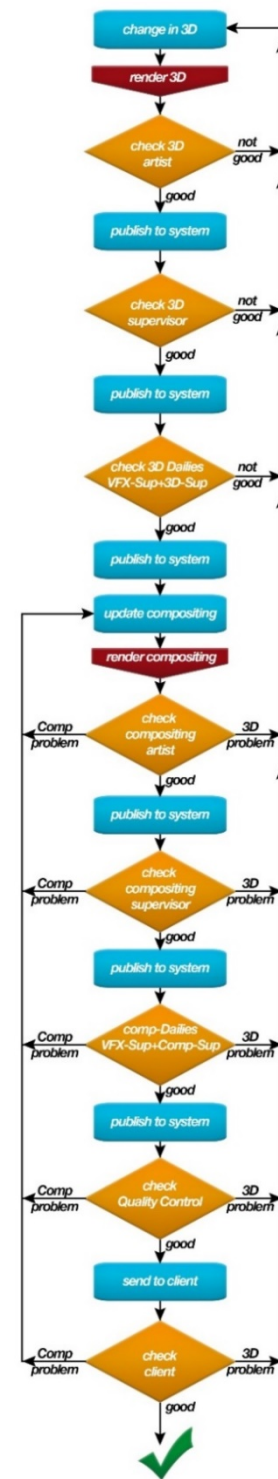 change in 3D
render 3D
check 3D
artist
not
good
good
publish to system
check 3D
supervisor
not
good
good
publish to system
check 3D Dailies
VFX-Sup+3D-Sup
not
good
good
publish to system
update compositing
render compositing
Comp
problem
check
compositing
artist
3D
problem
good
publish to system
Comp
problem
check
compositing
supervisor
3D
problem
good
publish to system
Comp
problem
comp-Dailies
VFX-Sup+Comp-Sup
3D
problem
good
publish to system
Comp
problem
check
Quality Control
3D
problem
good
send to client
Comp
problem
check
client
3D
problem
good